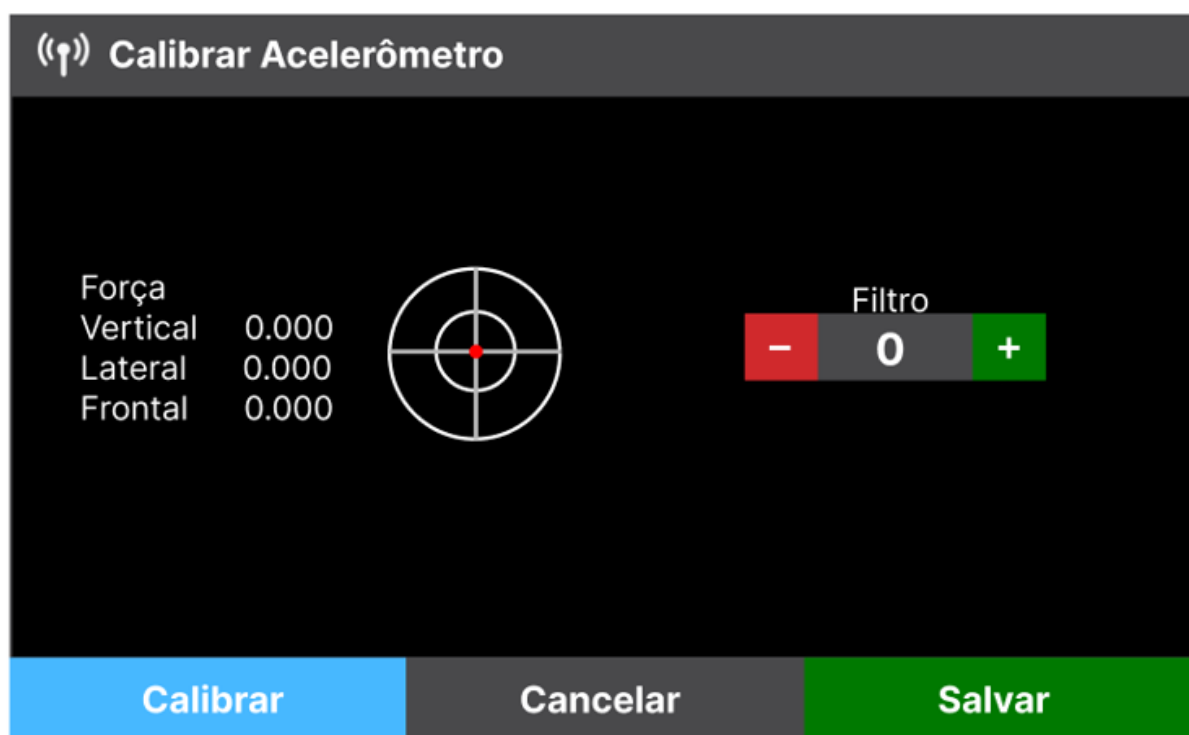 Calibrar Acelerômetro
Força
Vertical 0.000
Lateral 0.000
Frontal 0.000
Filtro
− 0 +
Calibrar Cancelar Salvar